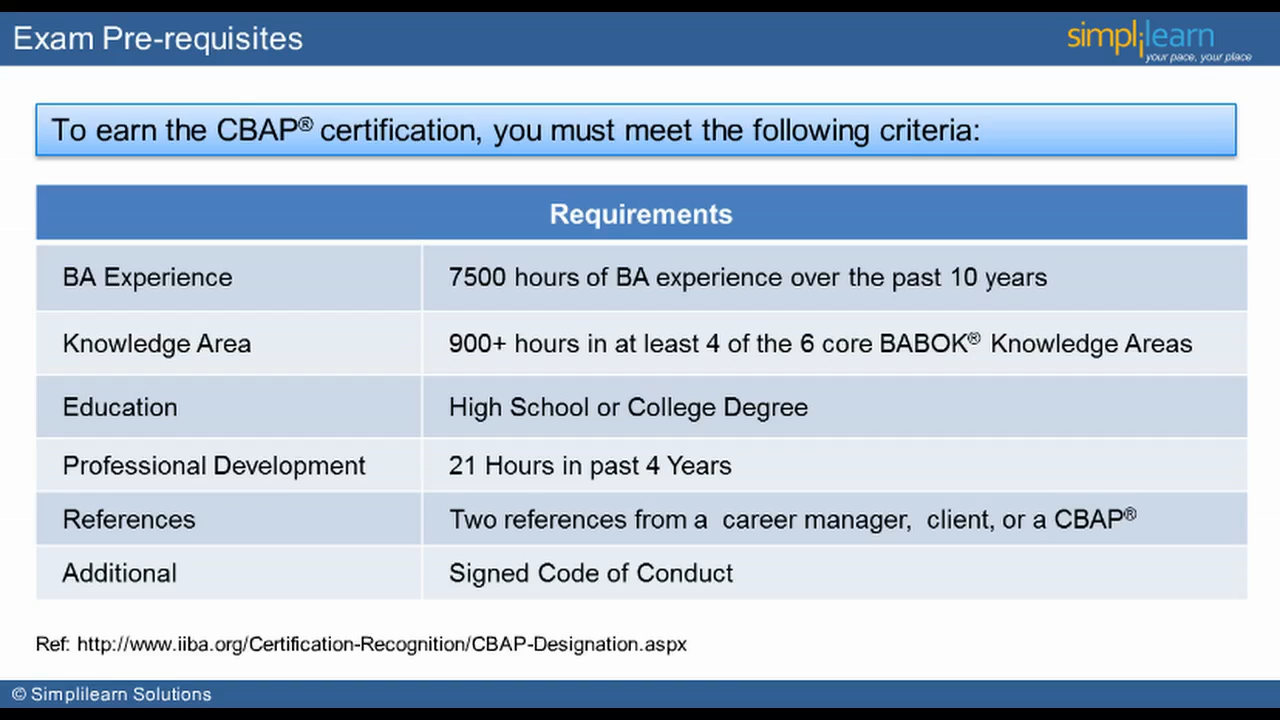 Exam Pre-requisites
simplilearn
your pace, your place
To earn the CBAP® certification, you must meet the following criteria:
Requirements
BA Experience
7500 hours of BA experience over the past 10 years
Knowledge Area
900+ hours in at least 4 of the 6 core BABOK® Knowledge Areas
Education
High School or College Degree
Professional Development
21 Hours in past 4 Years
References
Two references from a career manager, client, or a CBAP®
Additional
Signed Code of Conduct
Ref: http://www.iiba.org/Certification-Recognition/CBAP-Designation.aspx
© Simplilearn Solutions